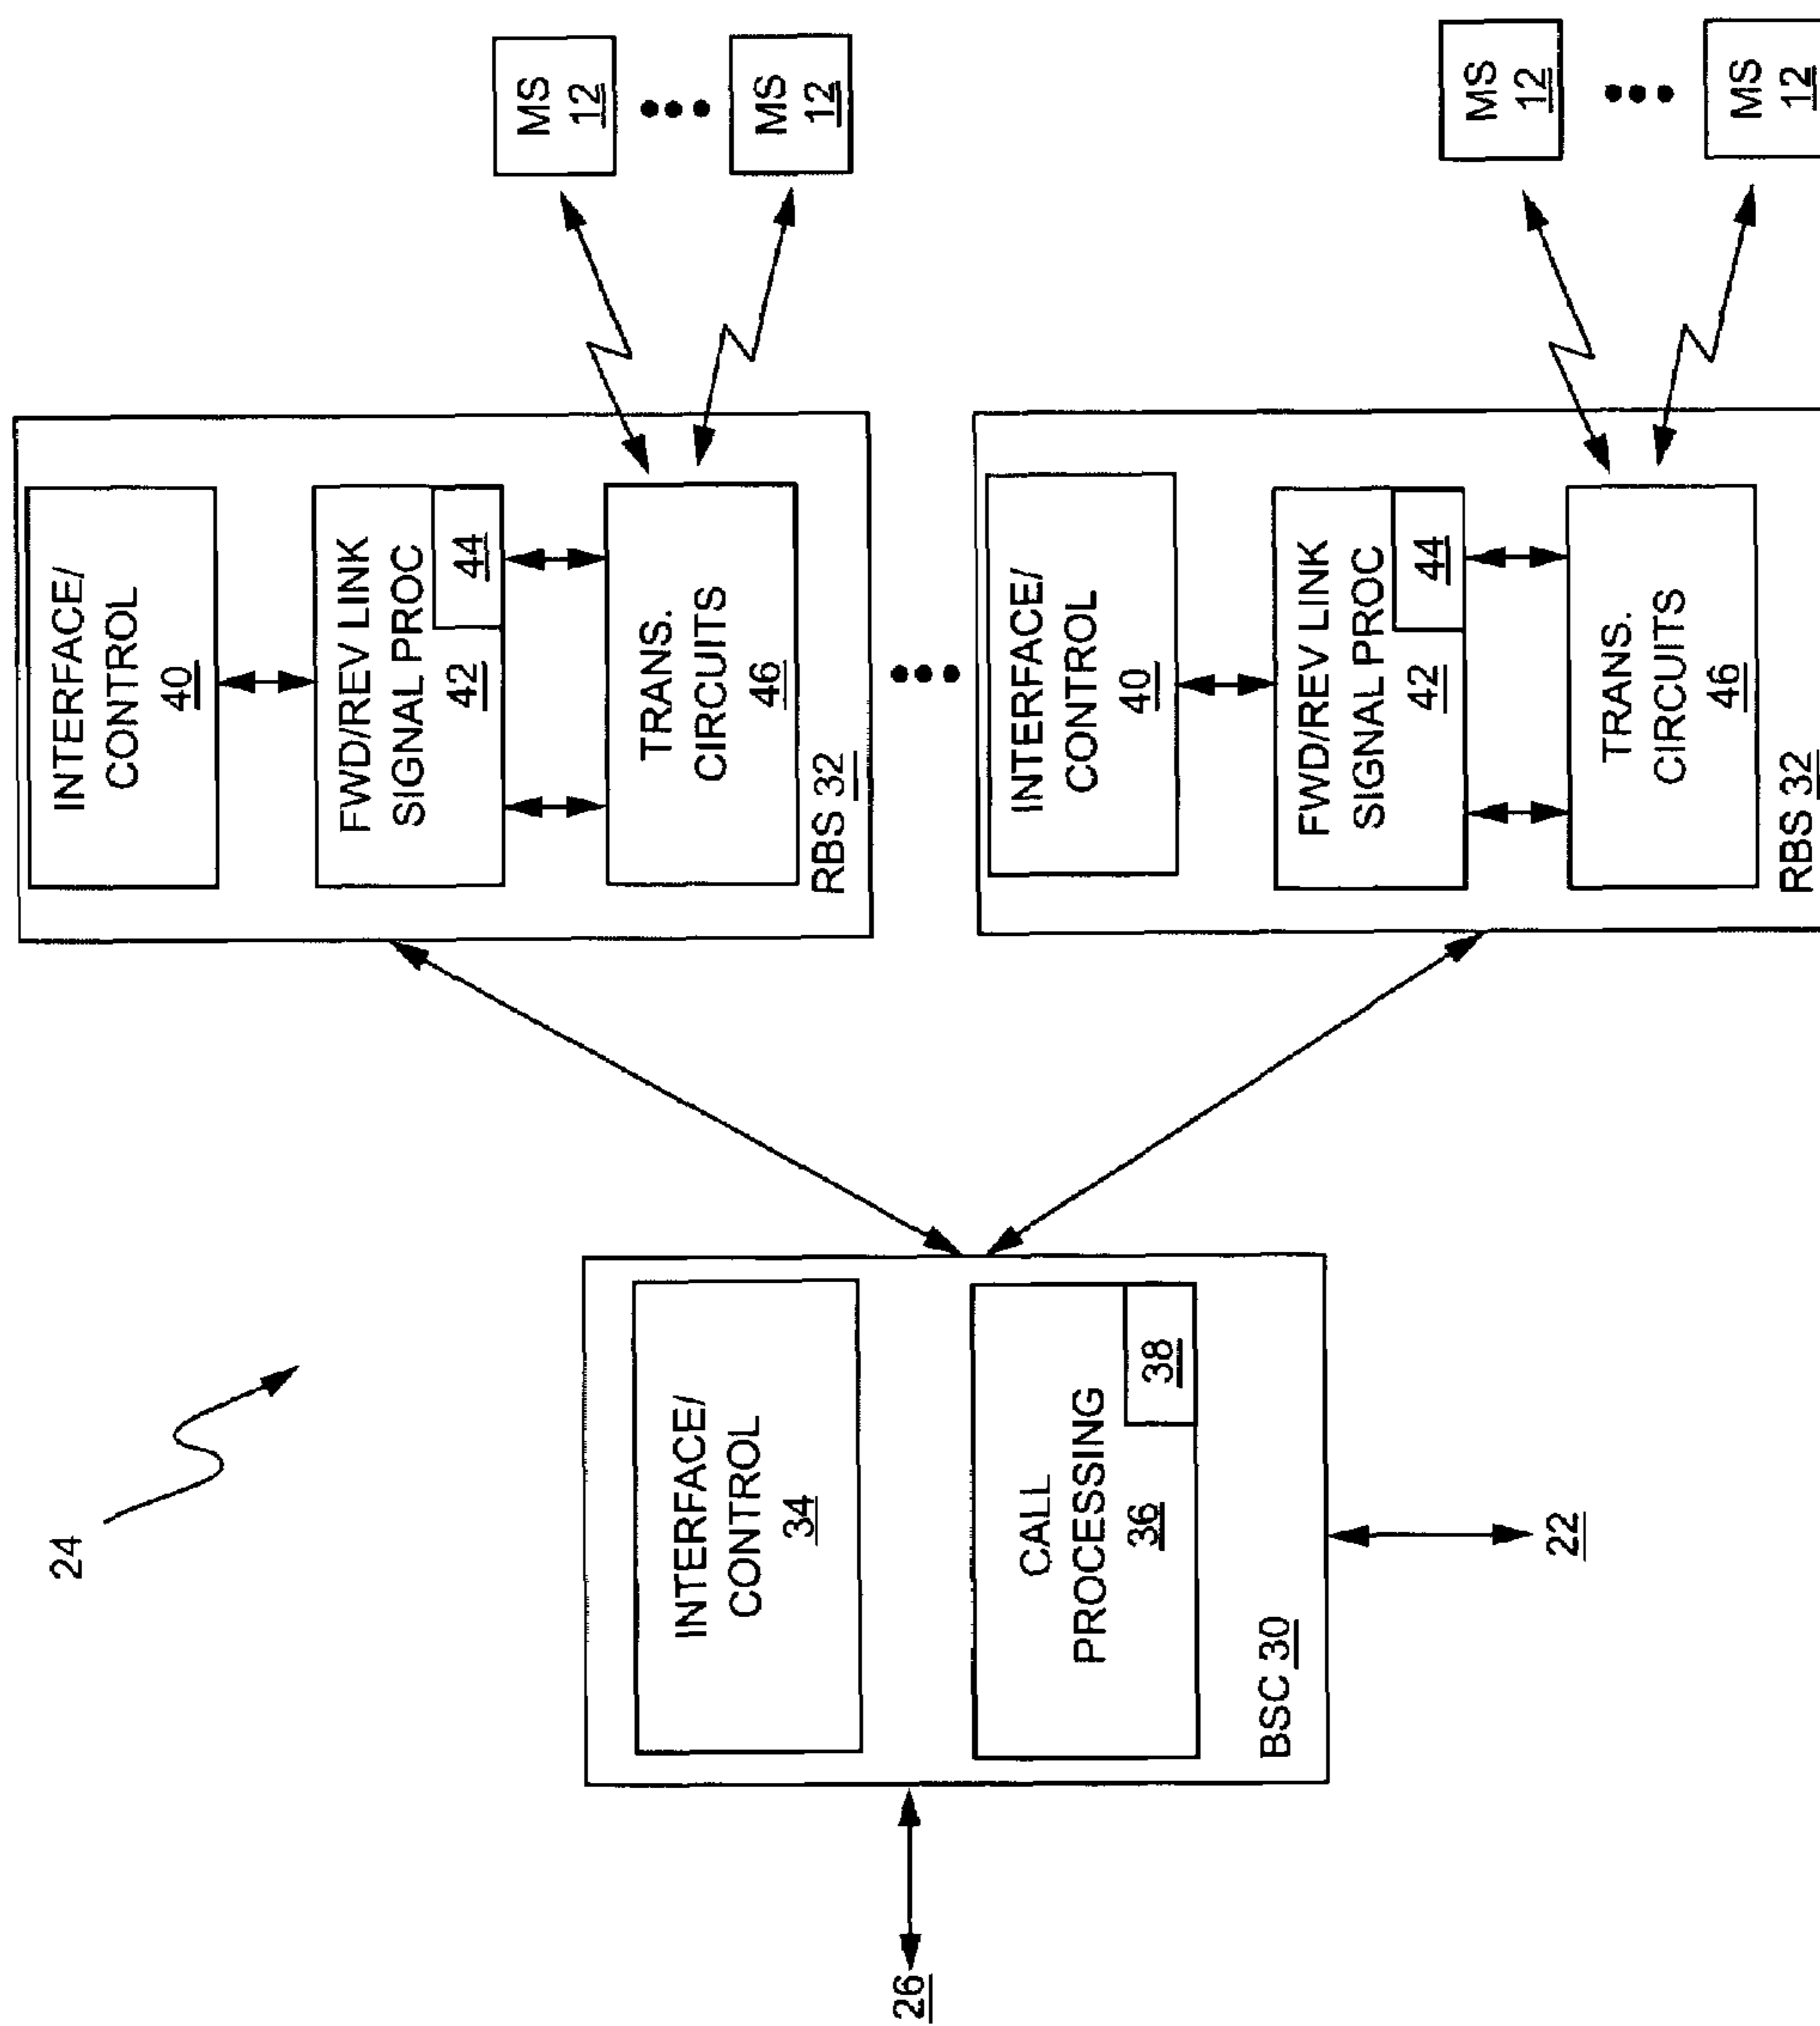 24
26
INTERFACE/
CONTROL
34
CALL
PROCESSING
36
38
BSC 30
22
INTERFACE/
CONTROL
40
FWD/REV LINK
SIGNAL PROC
42
44
TRANS.
CIRCUITS
46
RBS 32
MS
12
MS
12
INTERFACE/
CONTROL
40
FWD/REV LINK
SIGNAL PROC
42
44
TRANS.
CIRCUITS
46
RBS 32
MS
12
MS
12